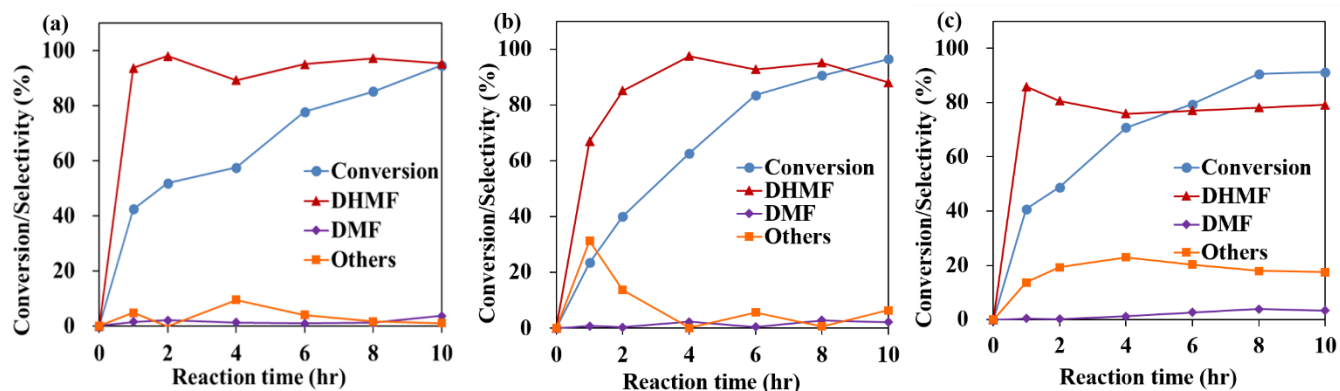 (a)
Conversion/Selectivity (%)
100
80
60
40
20
0
0 2 4 6 8 10
Reaction time (hr)
Conversion
DHMF
DMF
Others
(b)
Conversion/Selectivity (%)
100
80
60
40
20
0
0 2 4 6 8 10
Reaction time (hr)
Conversion
DHMF
DMF
Others
(c)
Conversion/Selectivity (%)
100
80
60
40
20
0
0 2 4 6 8 10
Reaction time (hr)
Conversion
DHMF
DMF
Others